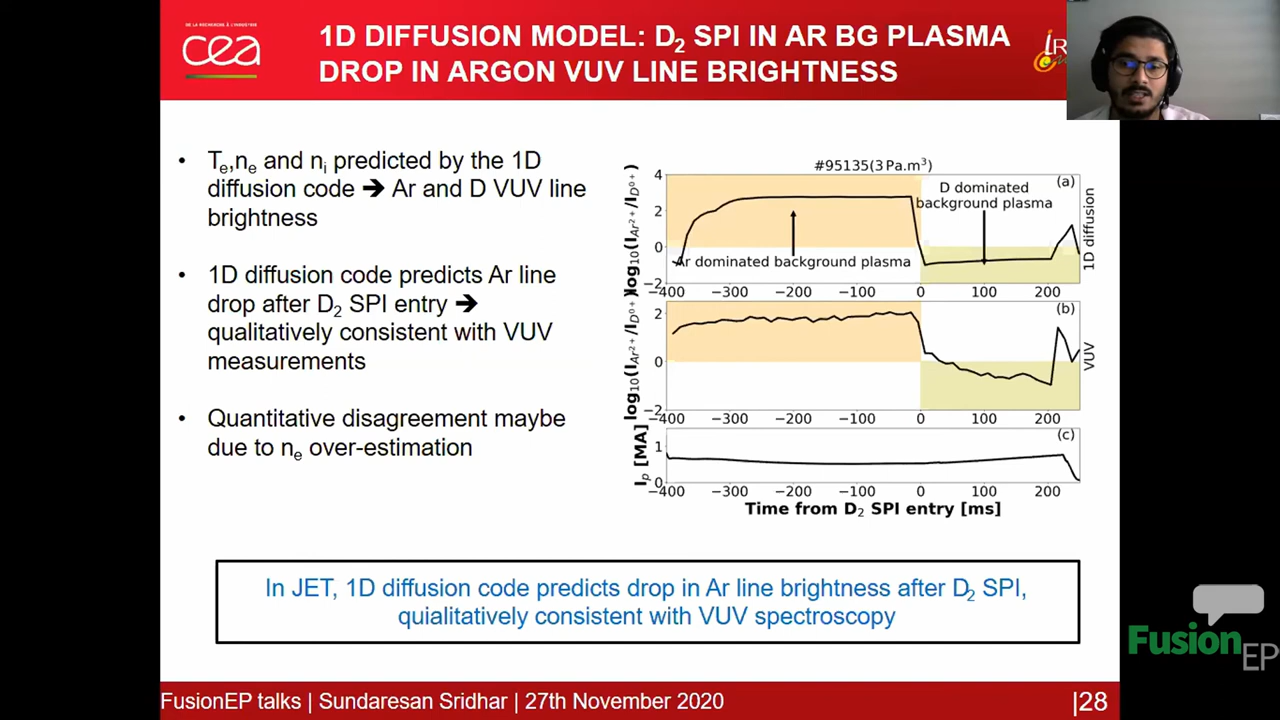 DE LA RECHERCHE À L'INDUSTRIE
cea
1D DIFFUSION MODEL: D2 SPI IN AR BG PLASMA
DROP IN ARGON VUV LINE BRIGHTNESS
• Te,ne and ni predicted by the 1D
diffusion code ➔ Ar and D VUV line
brightness
• 1D diffusion code predicts Ar line
drop after D2 SPI entry ➔
qualitatively consistent with VUV
measurements
• Quantitative disagreement maybe
due to ne over-estimation
#95135(3 Pa.m3)
log10(IAr2+/ID0+)
4
2
0
−2
(a)
D dominated
background plasma
Ar dominated background plasma
1D diffusion
−400 −300 −200 −100 0 100 200
log10(IAr2+/ID0+)
2
0
−2
(b)
VUV
−400 −300 −200 −100 0 100 200
Ip [MA]
1
0
(c)
−400 −300 −200 −100 0 100 200
Time from D2 SPI entry [ms]
In JET, 1D diffusion code predicts drop in Ar line brightness after D2 SPI,
quialitatively consistent with VUV spectroscopy
FusionEP
FusionEP talks | Sundaresan Sridhar | 27th November 2020
|28